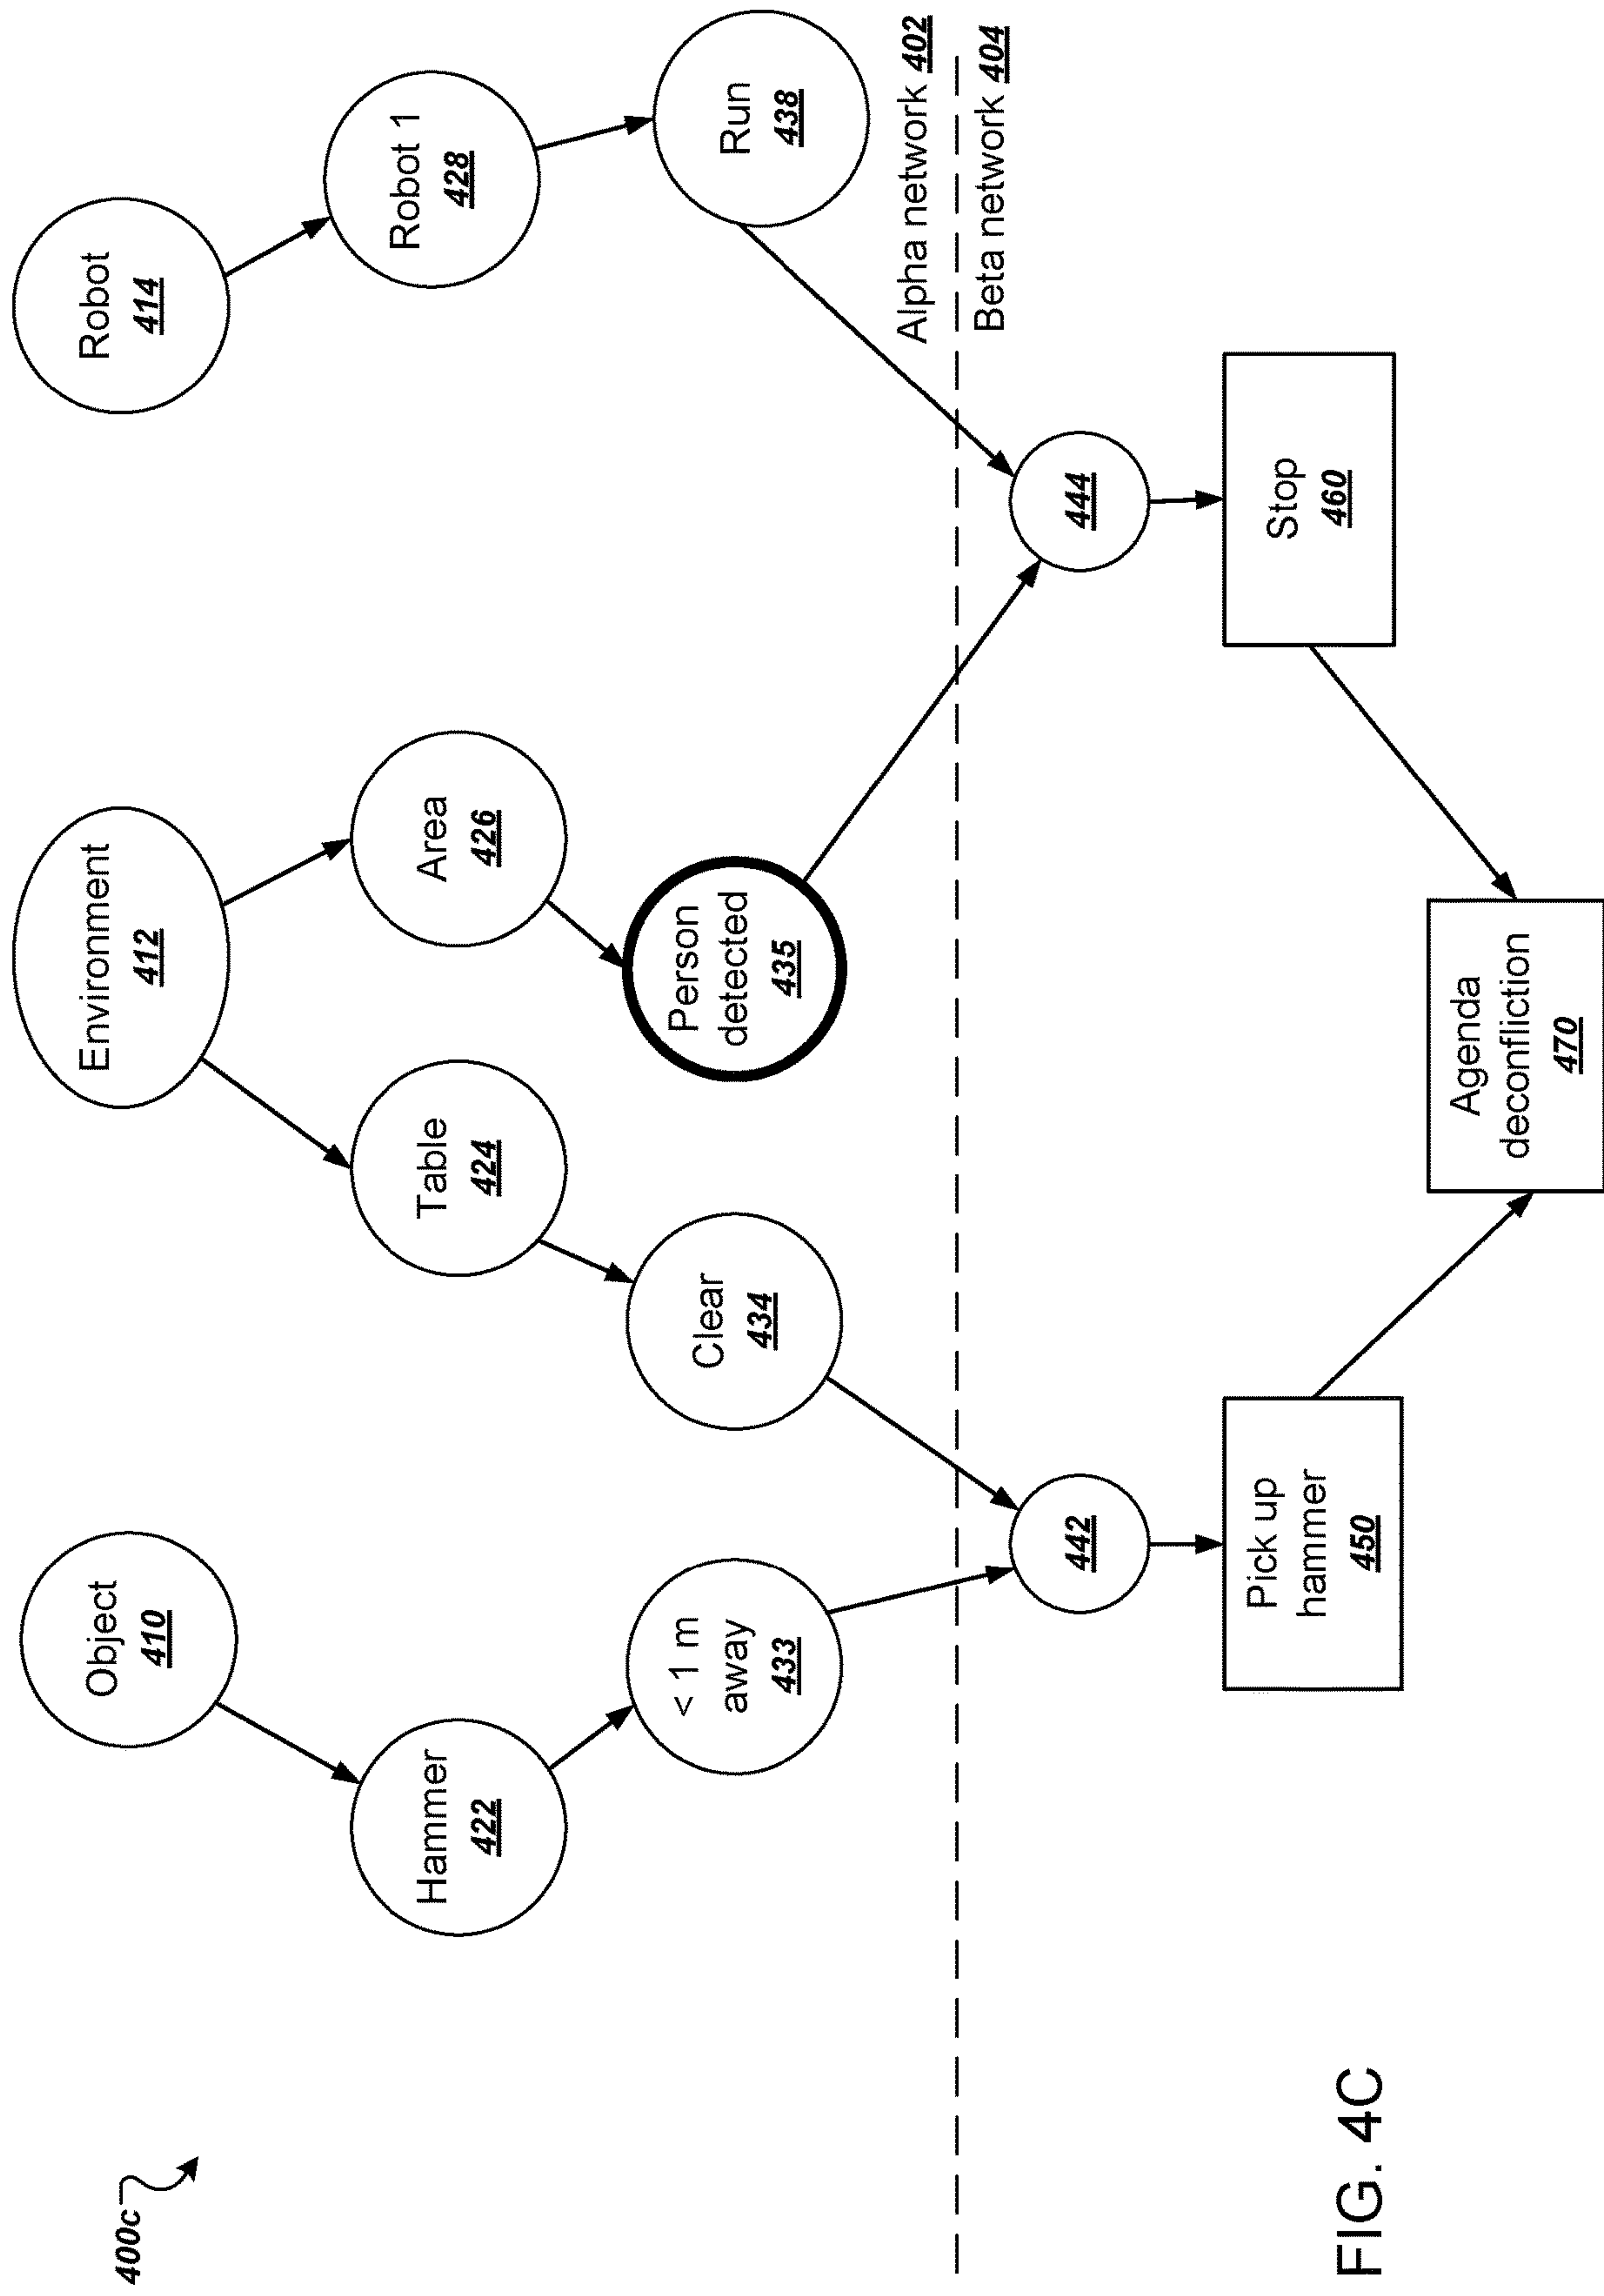 400c
Object
410
Environment
412
Robot
414
Hammer
422
Table
424
Area
426
Robot 1
428
< 1 m
away
433
Clear
434
Person
detected
435
Run
438
Alpha network 402
Beta network 404
442
444
Pick up
hammer
450
Stop
460
Agenda
deconfliction
470
FIG. 4C